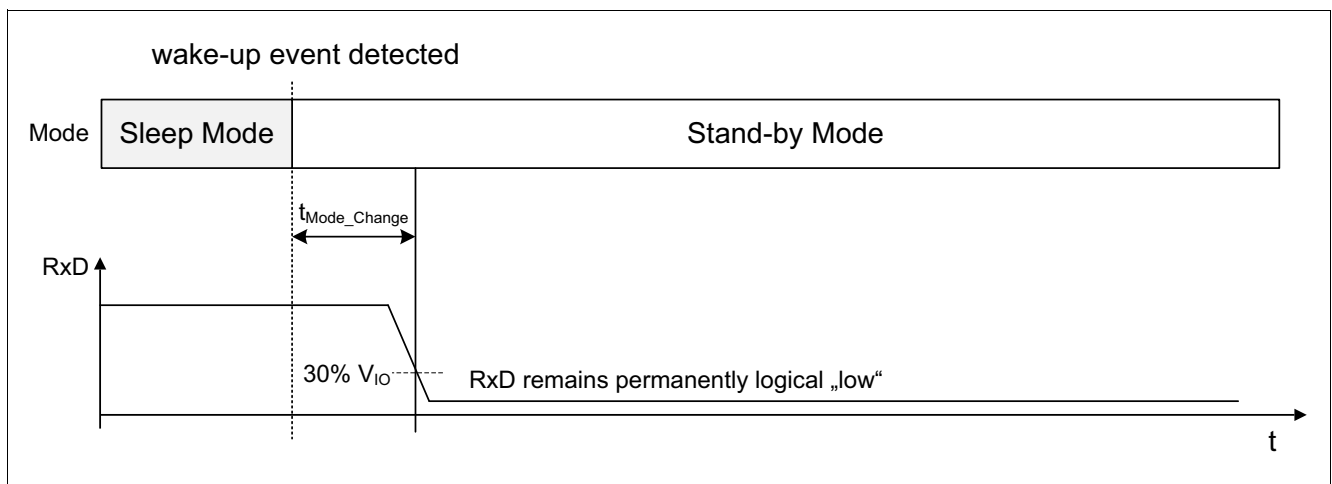 wake-up event detected
Mode Sleep Mode Stand-by Mode
tMode_Change
RxD
30% VIO RxD remains permanently logical „low“
t